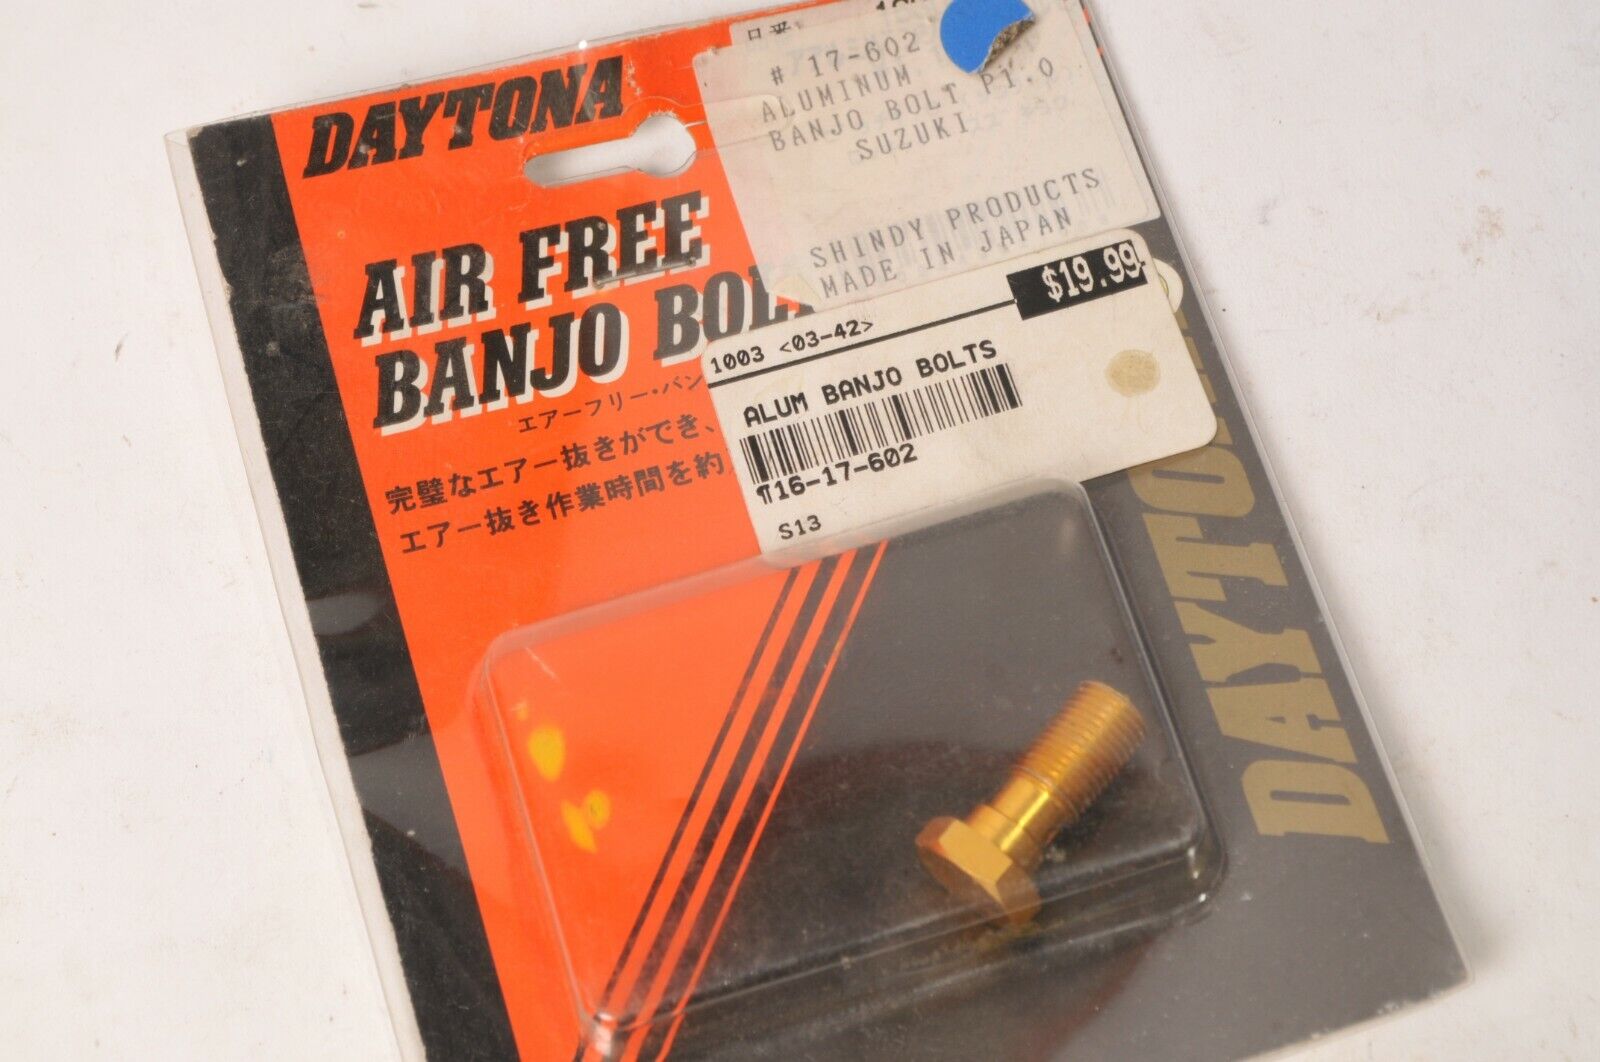 DAYTONA
AIR FREE
BANJO BOL
エアーフリー・バン
完璧なエアー抜きができ、
エアー抜き作業時間を約
品番
# 17-602
ALUMINUM
BANJO BOLT P1.0
SUZUKI
SHINDY PRODUCTS
MADE IN JAPAN
$19.99
1003 <03-42>
ALUM BANJO BOLTS
¶16-17-602
S13
DAYTONA